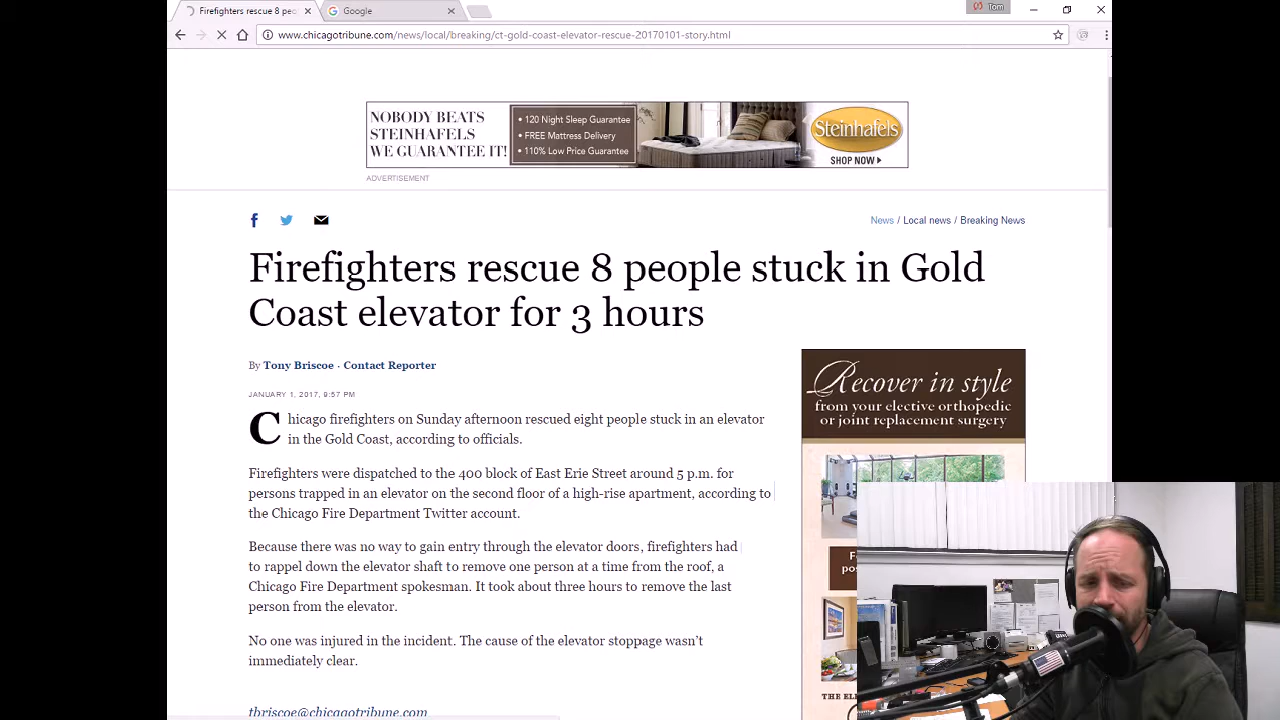 Firefighters rescue 8 peo
Google
Tom
www.chicagotribune.com/news/local/breaking/ct-gold-coast-elevator-rescue-20170101-story.html
NOBODY BEATS
STEINHAFELS
WE GUARANTEE IT!
• 120 Night Sleep Guarantee
• FREE Mattress Delivery
• 110% Low Price Guarantee
Steinhafels
SHOP NOW
ADVERTISEMENT
News / Local news / Breaking News
Firefighters rescue 8 people stuck in Gold
Coast elevator for 3 hours
By Tony Briscoe · Contact Reporter
JANUARY 1, 2017, 9:57 PM
Chicago firefighters on Sunday afternoon rescued eight people stuck in an elevator
in the Gold Coast, according to officials.
Firefighters were dispatched to the 400 block of East Erie Street around 5 p.m. for
persons trapped in an elevator on the second floor of a high-rise apartment, according to
the Chicago Fire Department Twitter account.
Because there was no way to gain entry through the elevator doors, firefighters had
to rappel down the elevator shaft to remove one person at a time from the roof, a
Chicago Fire Department spokesman. It took about three hours to remove the last
person from the elevator.
No one was injured in the incident. The cause of the elevator stoppage wasn't
immediately clear.
tbriscoe@chicagotribune.com
Recover in style
from your elective orthopedic
or joint replacement surgery